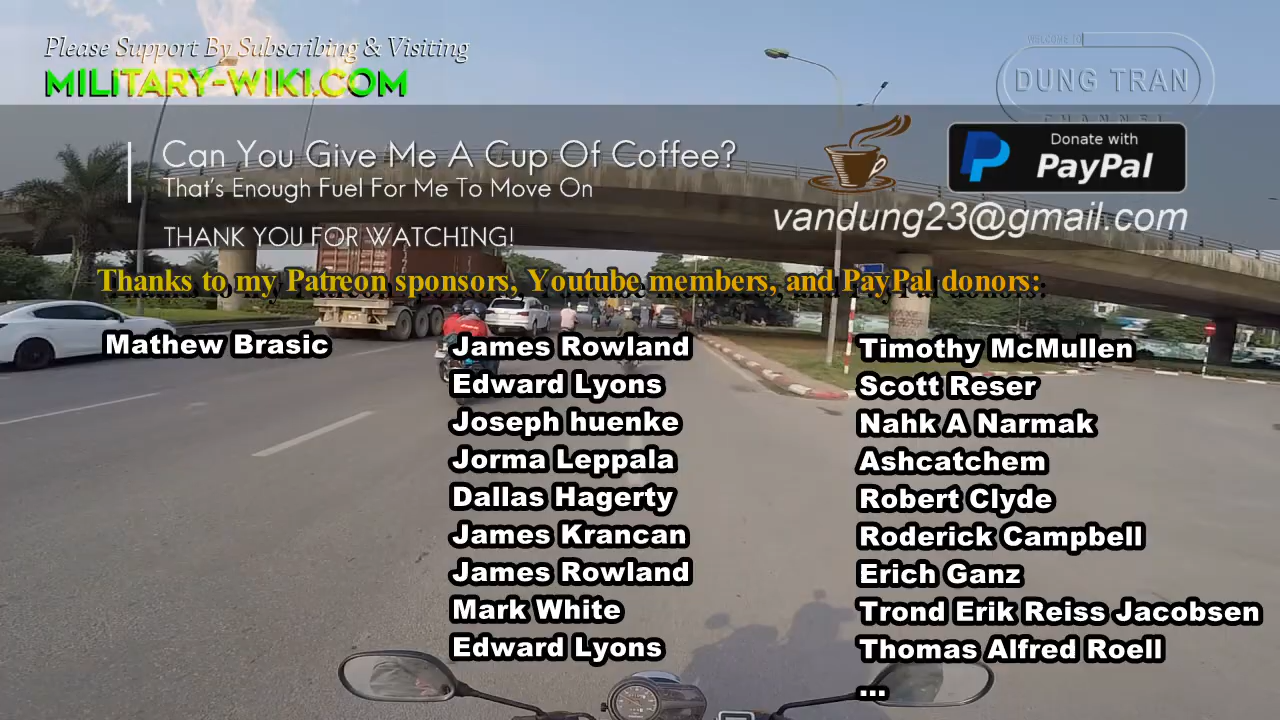 Please Support By Subscribing & Visiting
MILITARY-WIKI.COM
WELCOME TO
DUNG TRAN
CHANNEL
Can You Give Me A Cup Of Coffee?
That's Enough Fuel For Me To Move On
Donate with
PayPal
vandung23@gmail.com
THANK YOU FOR WATCHING!
Thanks to my Patreon sponsors, Youtube members, and PayPal donors:
Mathew Brasic
James Rowland
Edward Lyons
Joseph huenke
Jorma Leppala
Dallas Hagerty
James Krancan
James Rowland
Mark White
Edward Lyons
Timothy McMullen
Scott Reser
Nahk A Narmak
Ashcatchem
Robert Clyde
Roderick Campbell
Erich Ganz
Trond Erik Reiss Jacobsen
Thomas Alfred Roell
...